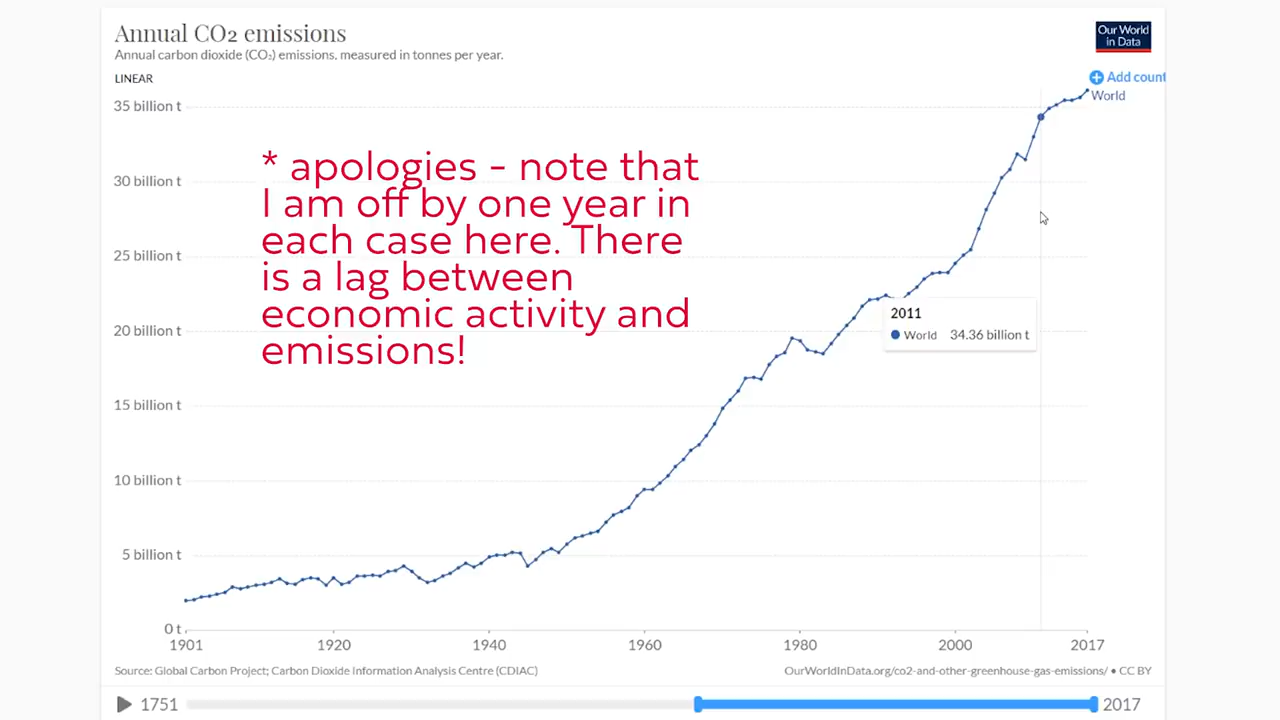 Annual CO₂ emissions
Annual carbon dioxide (CO₂) emissions, measured in tonnes per year.
Our World
in Data
LINEAR
Add count
World
35 billion t
30 billion t
25 billion t
20 billion t
15 billion t
10 billion t
5 billion t
0 t
* apologies - note that
I am off by one year in
each case here. There
is a lag between
economic activity and
emissions!
2011
World 34.36 billion t
1901 1920 1940 1960 1980 2000 2017
Source: Global Carbon Project; Carbon Dioxide Information Analysis Centre (CDIAC)
OurWorldInData.org/co2-and-other-greenhouse-gas-emissions/ • CC BY
1751 2017